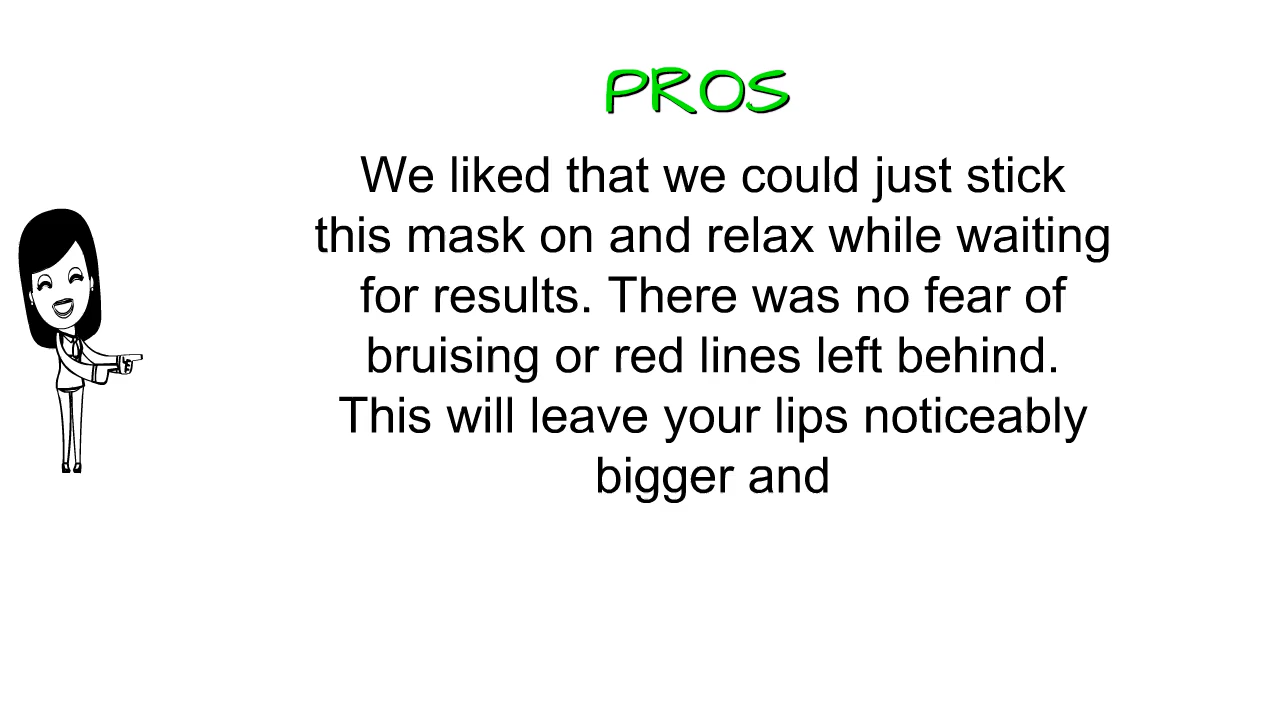 PROS
We liked that we could just stick
this mask on and relax while waiting
for results. There was no fear of
bruising or red lines left behind.
This will leave your lips noticeably
bigger and